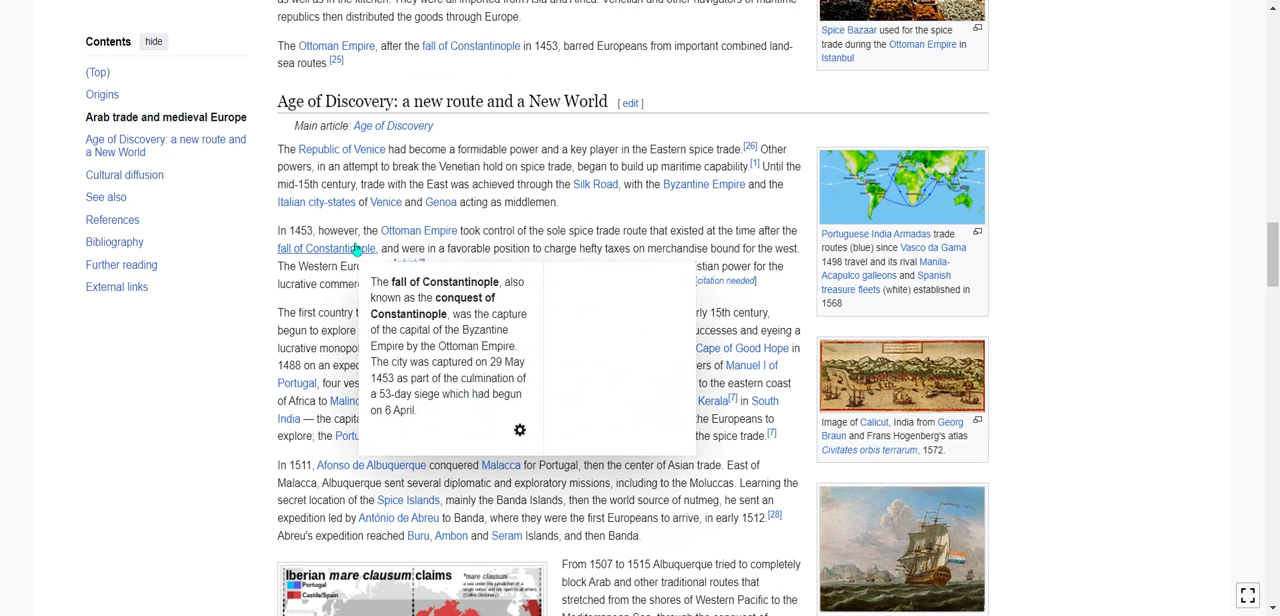 as well as in the kitchen. They were all imported from Asia and Africa. Venetian and other navigators of maritime
republics then distributed the goods through Europe.
The Ottoman Empire, after the fall of Constantinople in 1453, barred Europeans from important combined land-
sea routes.[25]
Contents hide
(Top)
Origins
Arab trade and medieval Europe
Age of Discovery: a new route and
a New World
Cultural diffusion
See also
References
Bibliography
Further reading
External links
Age of Discovery: a new route and a New World [ edit ]
Main article: Age of Discovery
The Republic of Venice had become a formidable power and a key player in the Eastern spice trade.[26] Other
powers, in an attempt to break the Venetian hold on spice trade, began to build up maritime capability.[1] Until the
mid-15th century, trade with the East was achieved through the Silk Road, with the Byzantine Empire and the
Italian city-states of Venice and Genoa acting as middlemen.
In 1453, however, the Ottoman Empire took control of the sole spice trade route that existed at the time after the
fall of Constantinople, and were in a favorable position to charge hefty taxes on merchandise bound for the west.
The Western Eur
stian power for the
lucrative commer
[citation needed]
The first country t
rly 15th century,
begun to explore
uccesses and eyeing a
lucrative monopol
Cape of Good Hope in
1488 on an exped
ers of Manuel I of
Portugal, four ves
to the eastern coast
of Africa to Malind
Kerala[7] in South
India — the capita
the Europeans to
explore; the Portu
the spice trade.[7]
The fall of Constantinople, also
known as the conquest of
Constantinople, was the capture
of the capital of the Byzantine
Empire by the Ottoman Empire.
The city was captured on 29 May
1453 as part of the culmination of
a 53-day siege which had begun
on 6 April.
In 1511, Afonso de Albuquerque conquered Malacca for Portugal, then the center of Asian trade. East of
Malacca, Albuquerque sent several diplomatic and exploratory missions, including to the Moluccas. Learning the
secret location of the Spice Islands, mainly the Banda Islands, then the world source of nutmeg, he sent an
expedition led by António de Abreu to Banda, where they were the first Europeans to arrive, in early 1512.[28]
Abreu's expedition reached Buru, Ambon and Seram Islands, and then Banda.
Iberian mare clausum claims
Portugal
Castile/Spain
From 1507 to 1515 Albuquerque tried to completely
block Arab and other traditional routes that
stretched from the shores of Western Pacific to the
Mediterranean Sea, through the conquest of
Spice Bazaar used for the spice
trade during the Ottoman Empire in
Istanbul
Portuguese India Armadas trade
routes (blue) since Vasco da Gama
1498 travel and its rival Manila-
Acapulco galleons and Spanish
treasure fleets (white) established in
1568
Image of Calicut, India from Georg
Braun and Frans Hogenberg's atlas
Civitates orbis terrarum, 1572.